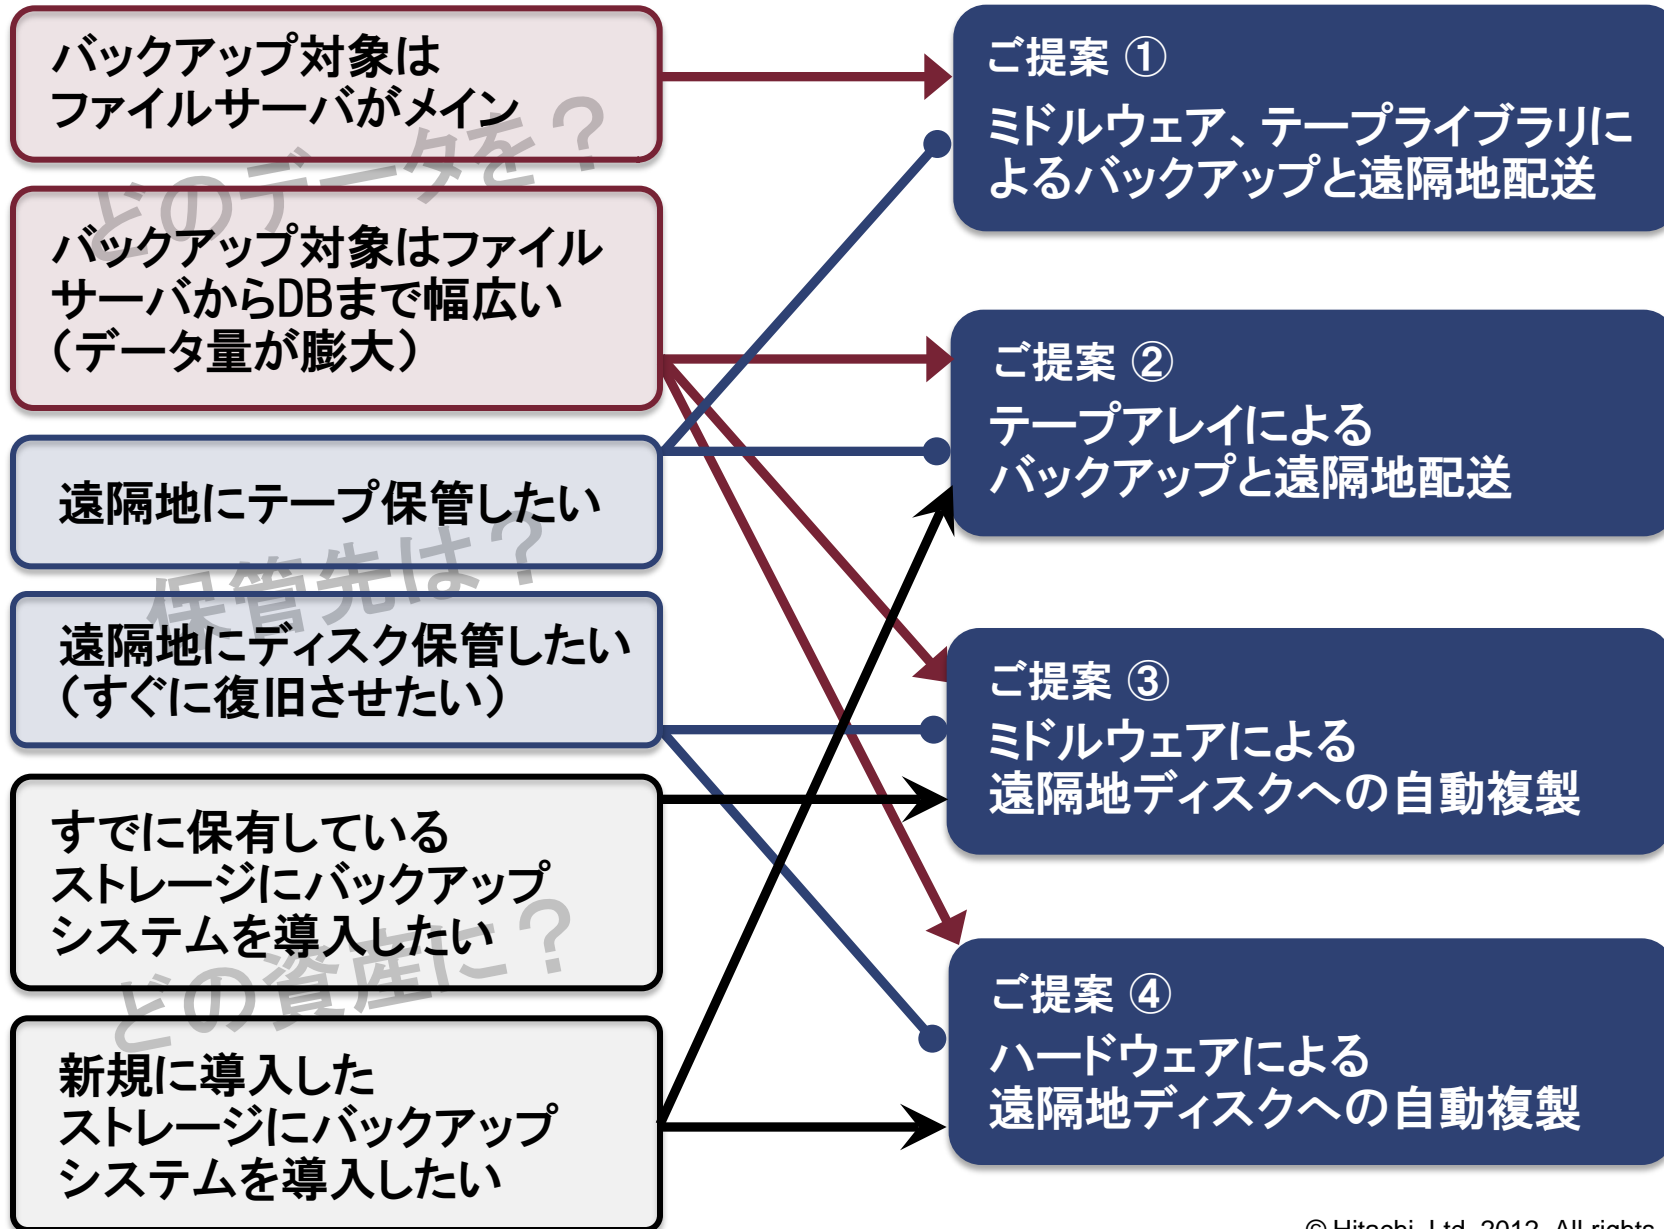 バックアップ対象は
ファイルサーバがメイン
どのデータを？
バックアップ対象はファイル
サーバからDBまで幅広い
（データ量が膨大）
遠隔地にテープ保管したい
保管先は？
遠隔地にディスク保管したい
（すぐに復旧させたい）
すでに保有している
ストレージにバックアップ
システムを導入したい
どの資産に？
新規に導入した
ストレージにバックアップ
システムを導入したい
ご提案 ①
ミドルウェア、テープライブラリに
よるバックアップと遠隔地配送
ご提案 ②
テープアレイによる
バックアップと遠隔地配送
ご提案 ③
ミドルウェアによる
遠隔地ディスクへの自動複製
ご提案 ④
ハードウェアによる
遠隔地ディスクへの自動複製
© Hitachi, Ltd. 2012. All rights